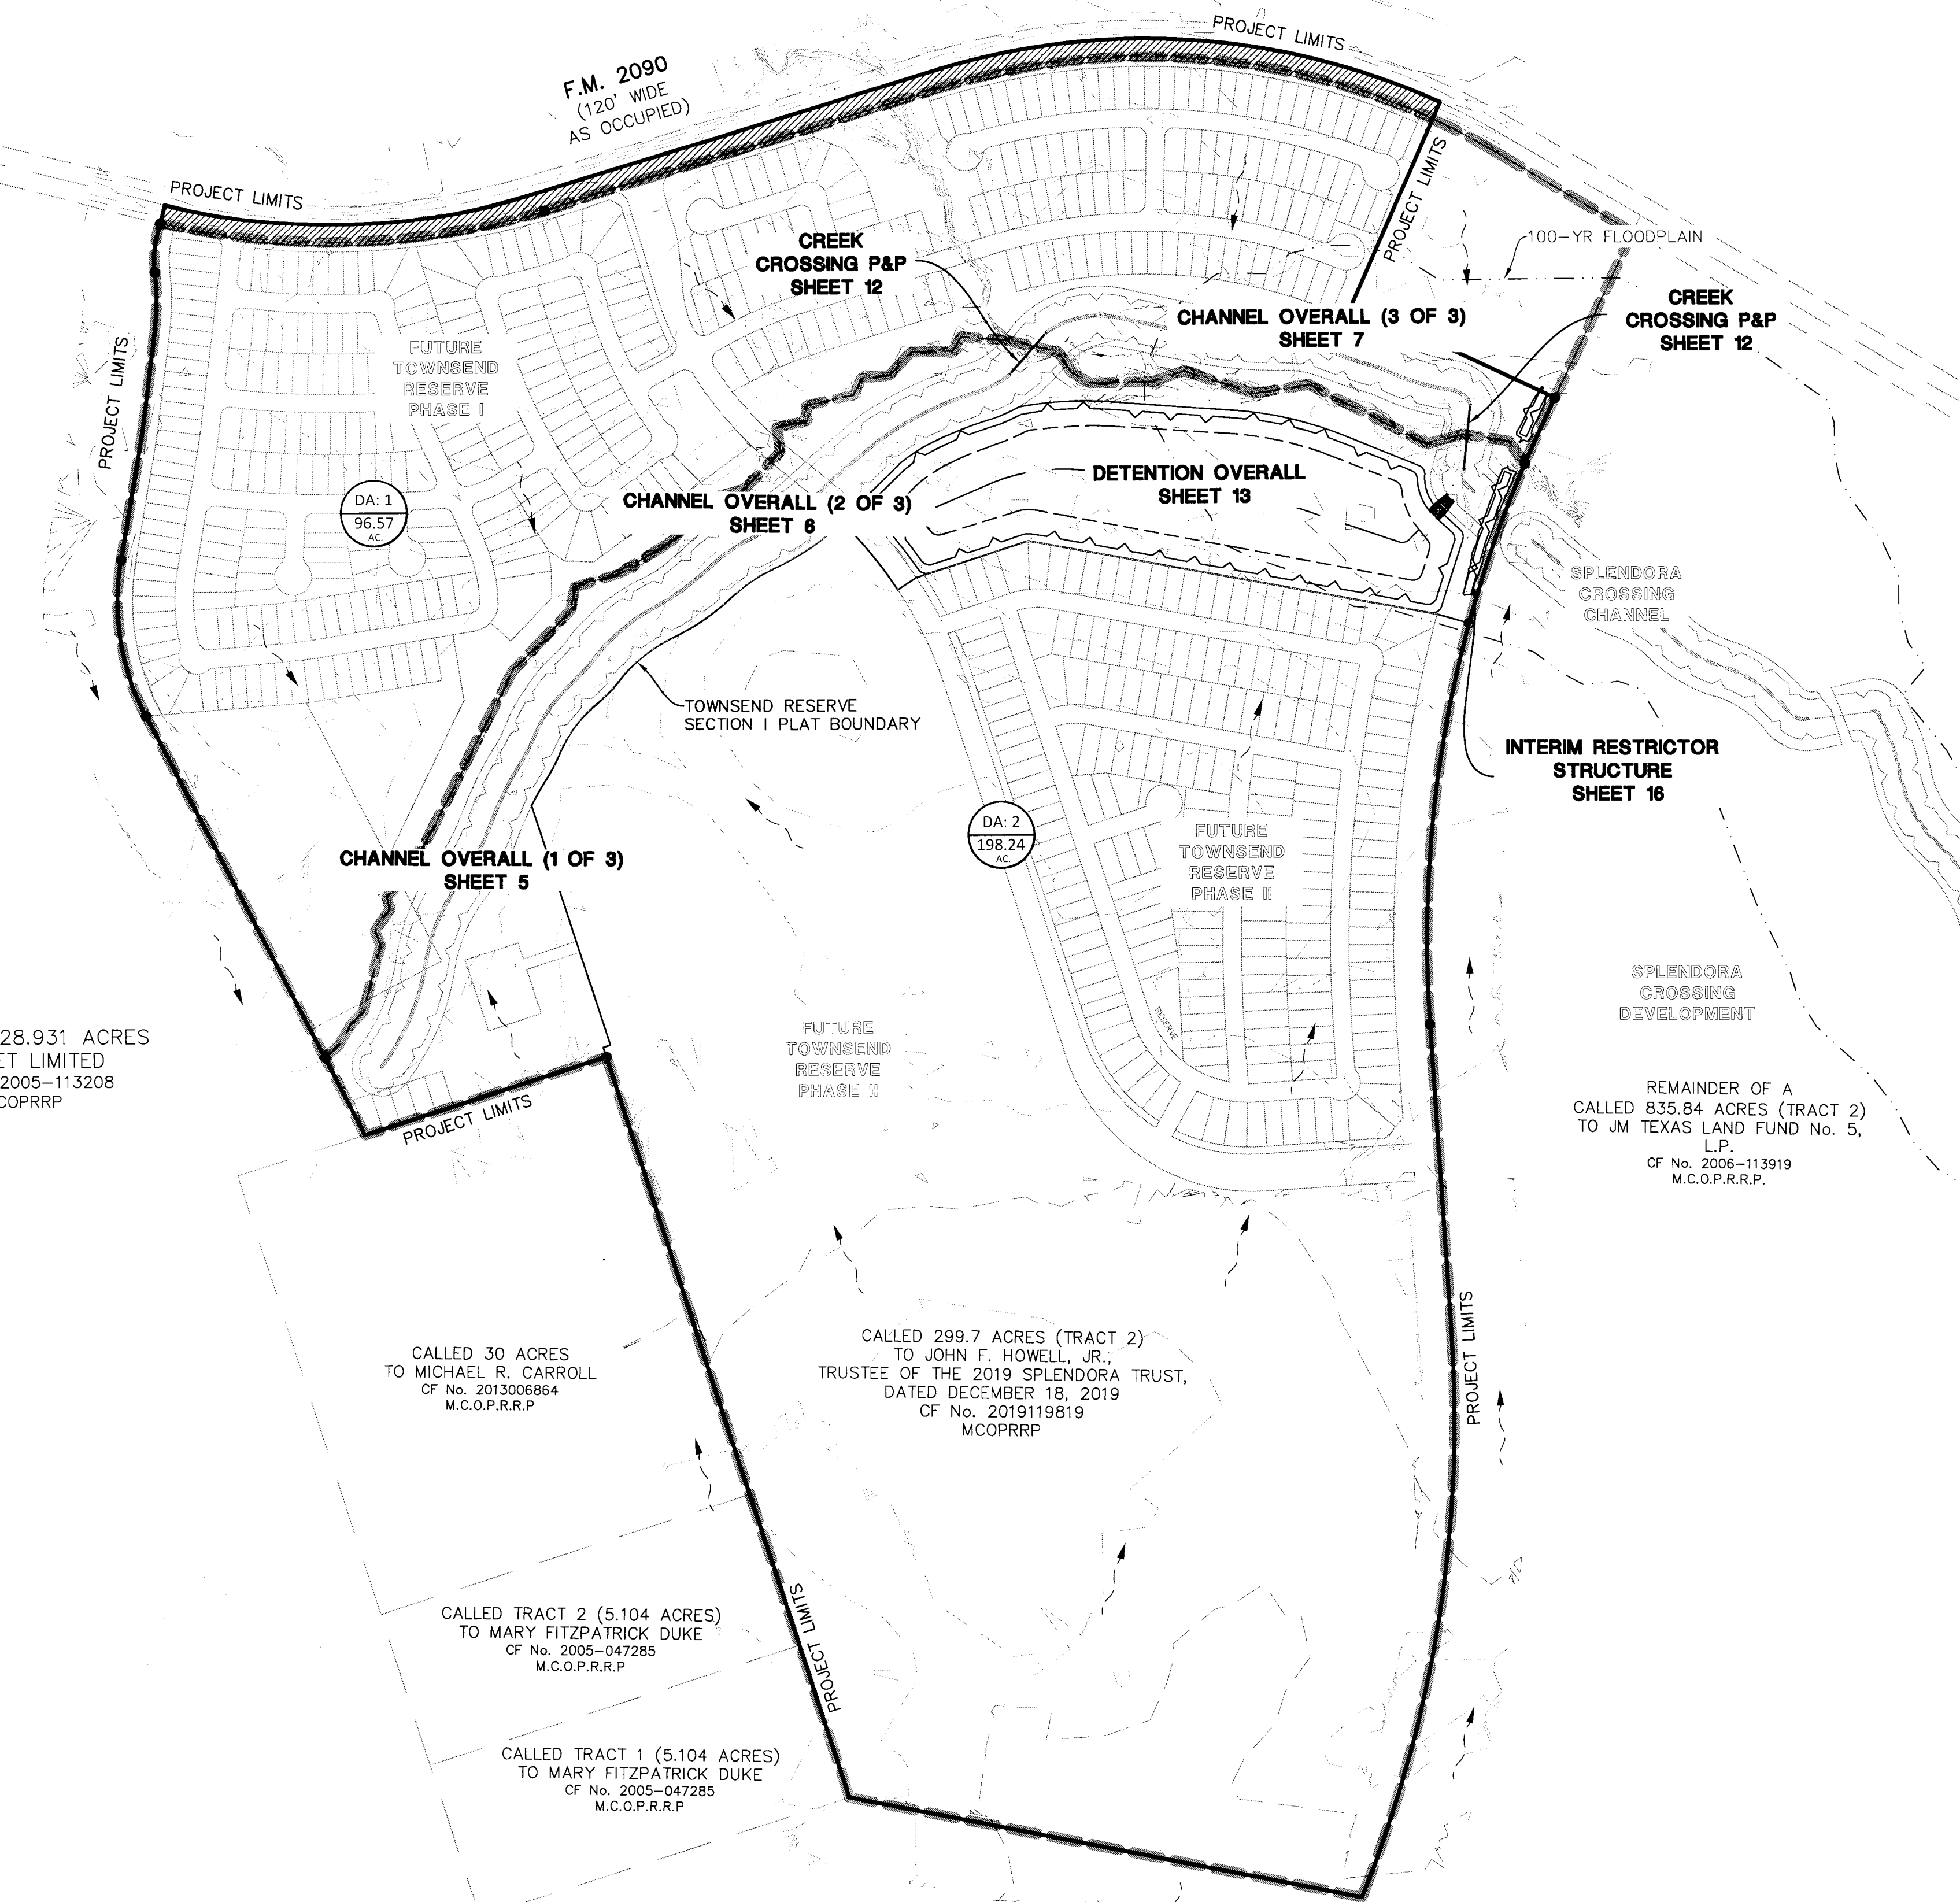 PROJECT LIMITS
F.M. 2090
(120' WIDE
AS OCCUPIED)
PROJECT LIMITS
PROJECT LIMITS
100-YR FLOODPLAIN
CREEK
CROSSING P&P
SHEET 12
CREEK
CROSSING P&P
SHEET 12
CHANNEL OVERALL (3 OF 3)
SHEET 7
PROJECT LIMITS
FUTURE
TOWNSEND
RESERVE
PHASE I
DETENTION OVERALL
SHEET 13
DA: 1
96.57
AC.
CHANNEL OVERALL (2 OF 3)
SHEET 6
SPLENDORA
CROSSING
CHANNEL
TOWNSEND RESERVE
SECTION 1 PLAT BOUNDARY
INTERIM RESTRICTOR
STRUCTURE
SHEET 16
DA: 2
198.24
AC.
FUTURE
TOWNSEND
RESERVE
PHASE II
CHANNEL OVERALL (1 OF 3)
SHEET 5
SPLENDORA
CROSSING
DEVELOPMENT
RESERVE
FUTURE
TOWNSEND
RESERVE
PHASE II
28.931 ACRES
ET LIMITED
2005-113208
COPRRP
PROJECT LIMITS
REMAINDER OF A
CALLED 835.84 ACRES (TRACT 2)
TO JM TEXAS LAND FUND No. 5,
L.P.
CF No. 2006-113919
M.C.O.P.R.R.P.
CALLED 30 ACRES
TO MICHAEL R. CARROLL
CF No. 2013006864
M.C.O.P.R.R.P
CALLED 299.7 ACRES (TRACT 2)
TO JOHN F. HOWELL, JR.,
TRUSTEE OF THE 2019 SPLENDORA TRUST,
DATED DECEMBER 18, 2019
CF No. 2019119819
MCOPRRP
PROJECT LIMITS
PROJECT LIMITS
CALLED TRACT 2 (5.104 ACRES)
TO MARY FITZPATRICK DUKE
CF No. 2005-047285
M.C.O.P.R.R.P
CALLED TRACT 1 (5.104 ACRES)
TO MARY FITZPATRICK DUKE
CF No. 2005-047285
M.C.O.P.R.R.P